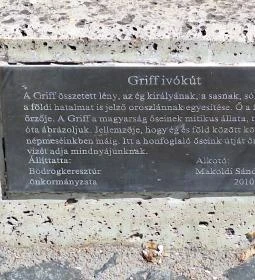 Griff ivókút
A Griff összetett lény, az ég királyának, a sasnak,
a földi hatalmat is jelző oroszlánnak egyesítése. Ő a
őrzője. A Griff a magyarság őseinek mitikus állata,
óta ábrázoljuk. Jellemzője, hogy ég és föld között
népmeséinkben máig. Itt a honfoglaló őseink útját
vizét adja mindnyájunknak.
Állíttatta: Alkotó:
Bodrogkeresztúr Makoldi
önkormányzata 2010